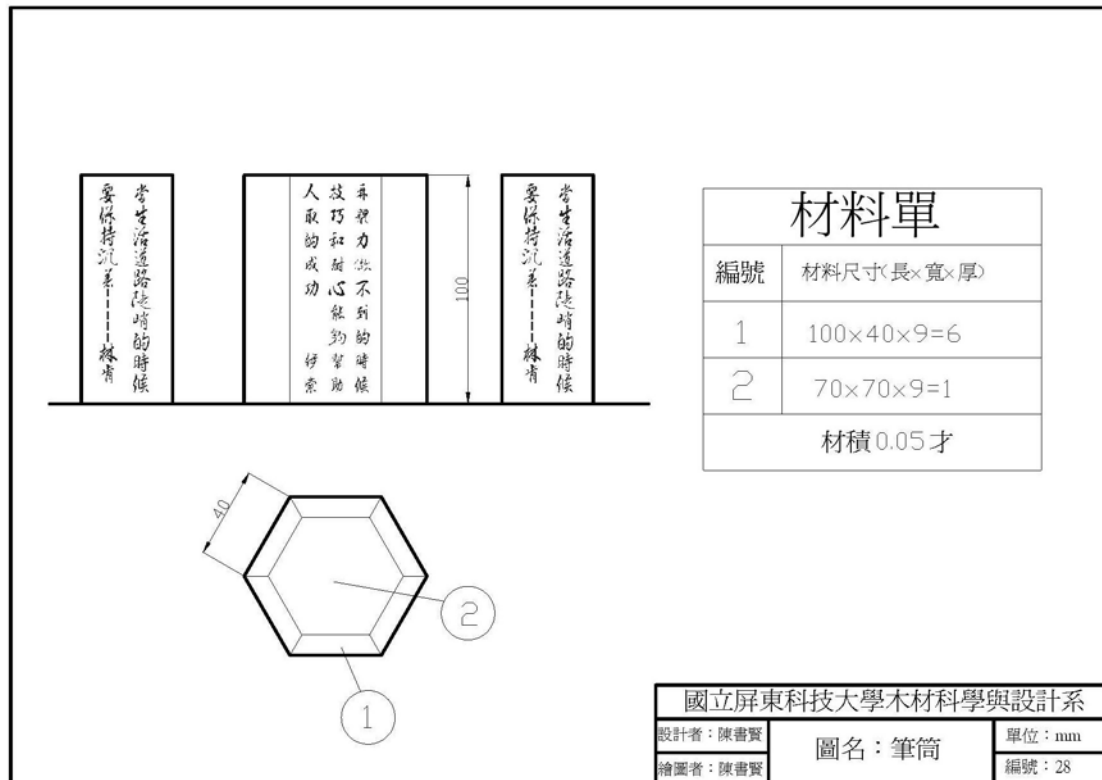 當生活道路陡峭的時候
要保持沉著-----林肯
再要力做不到的時候
技巧和耐心能夠幫助
人取的成功 伊索
100
當生活道路陡峭的時候
要保持沉著-----林肯
材料單
編號 材料尺寸(長×寬×厚)
1 100×40×9=6
2 70×70×9=1
材積0.05才
40
2
1
國立屏東科技大學木材科學與設計系
設計者：陳書賢
圖名：筆筒
單位：mm
繪圖者：陳書賢
編號：28